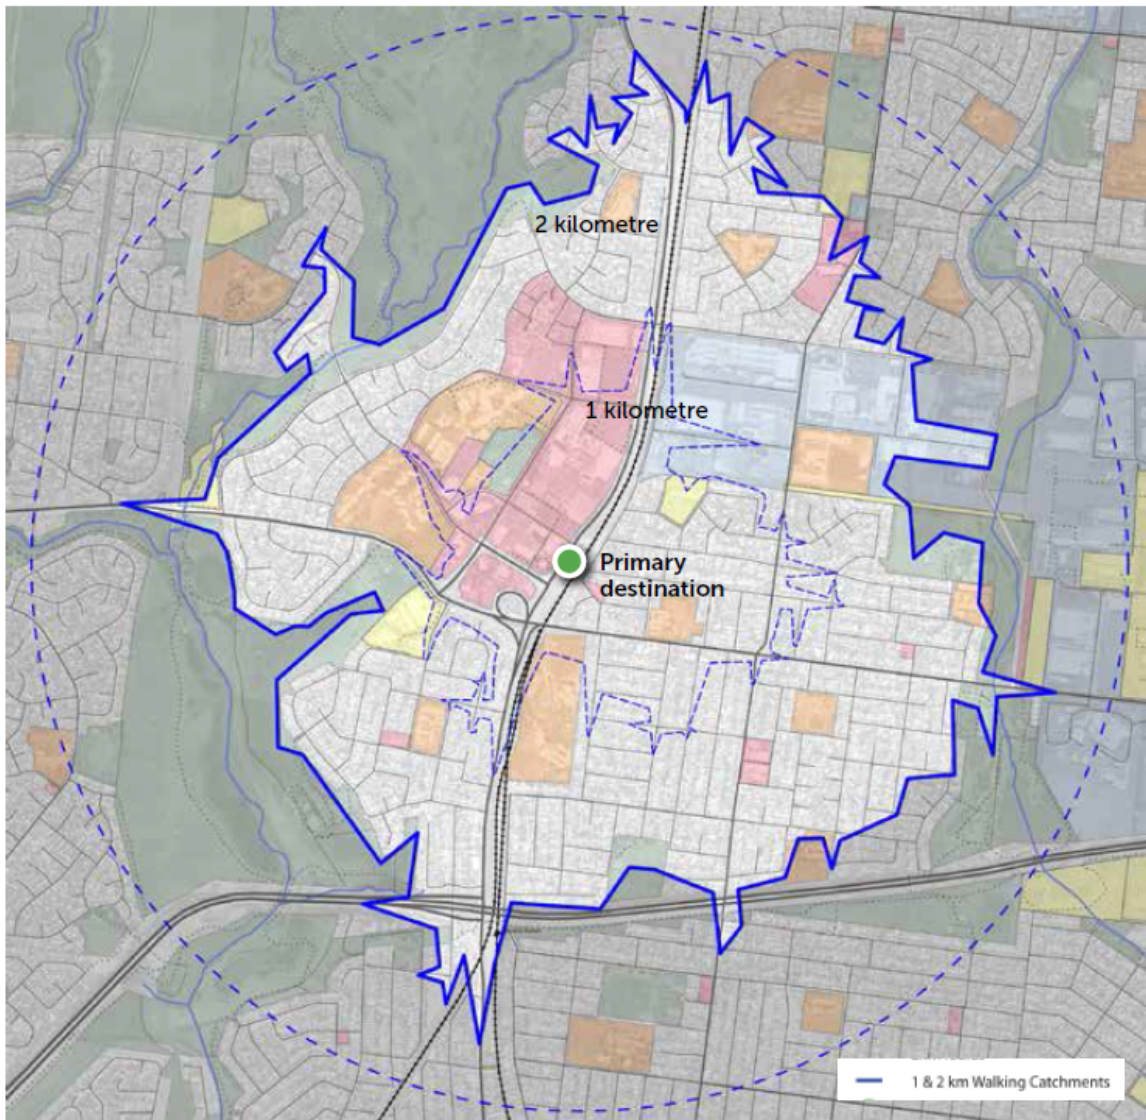 2 kilometre
1 kilometre
Primary
destination
1 & 2 km Walking Catchments